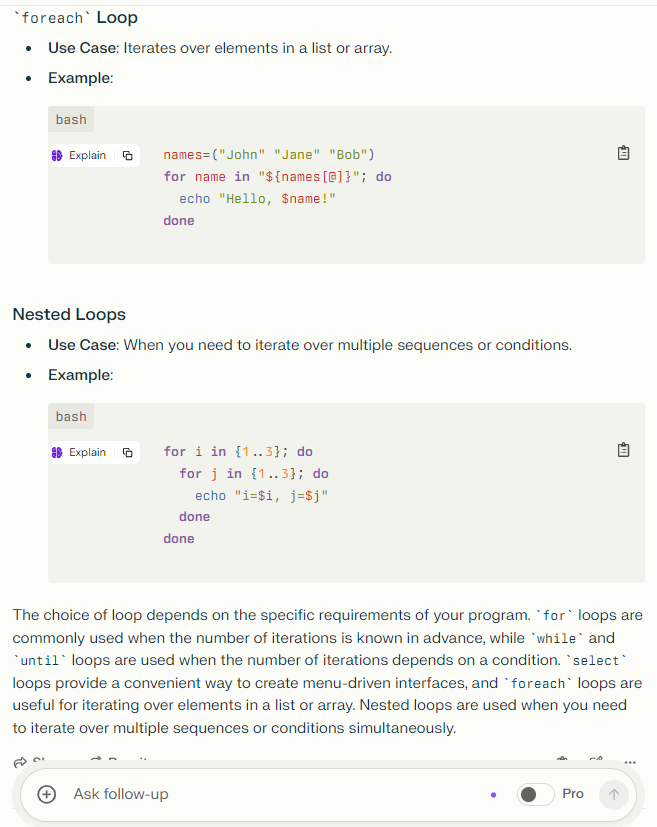 `foreach` Loop
• Use Case: Iterates over elements in a list or array.
• Example:
bash
Explain
names=("John" "Jane" "Bob")
for name in "${names[@]}"; do
  echo "Hello, $name!"
done
Nested Loops
• Use Case: When you need to iterate over multiple sequences or conditions.
• Example:
bash
Explain
for i in {1..3}; do
  for j in {1..3}; do
    echo "i=$i, j=$j"
  done
done
The choice of loop depends on the specific requirements of your program. `for` loops are
commonly used when the number of iterations is known in advance, while `while` and
`until` loops are used when the number of iterations depends on a condition. `select`
loops provide a convenient way to create menu-driven interfaces, and `foreach` loops are
useful for iterating over elements in a list or array. Nested loops are used when you need
to iterate over multiple sequences or conditions simultaneously.
Ask follow-up
Pro